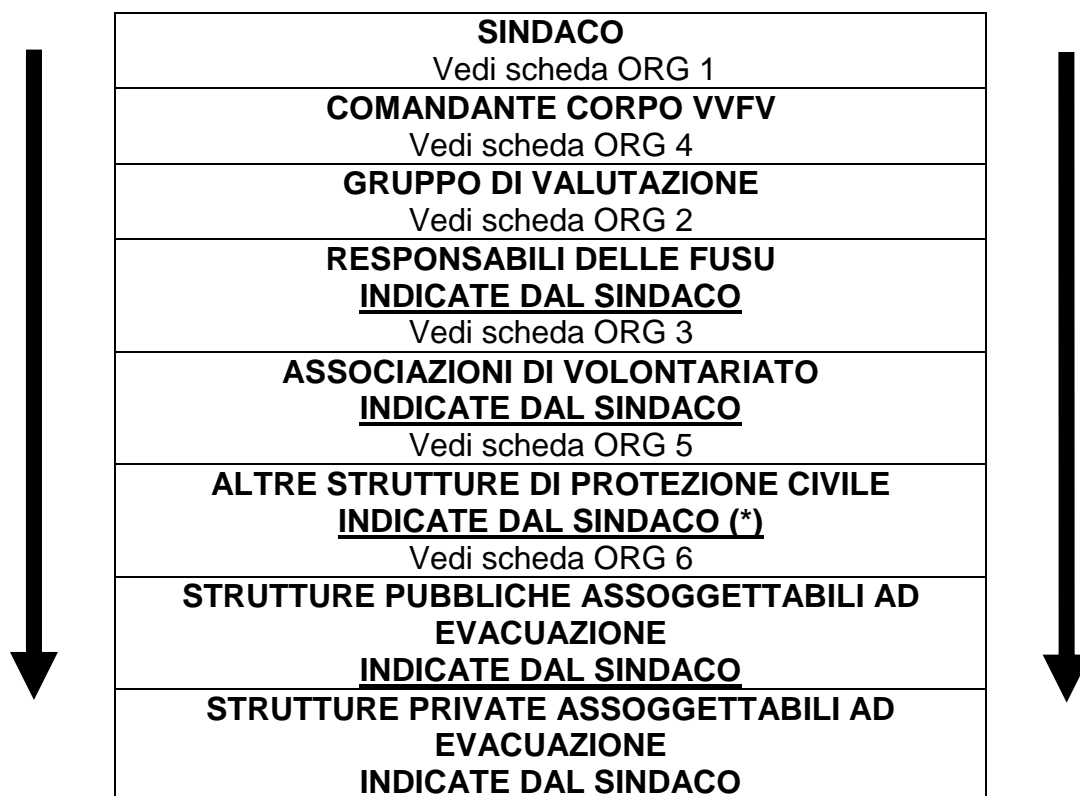 SINDACO
Vedi scheda ORG 1
COMANDANTE CORPO VVFV
Vedi scheda ORG 4
GRUPPO DI VALUTAZIONE
Vedi scheda ORG 2
RESPONSABILI DELLE FUSU
INDICATE DAL SINDACO
Vedi scheda ORG 3
ASSOCIAZIONI DI VOLONTARIATO
INDICATE DAL SINDACO
Vedi scheda ORG 5
ALTRE STRUTTURE DI PROTEZIONE CIVILE
INDICATE DAL SINDACO (*)
Vedi scheda ORG 6
STRUTTURE PUBBLICHE ASSOGGETTABILI AD
EVACUAZIONE
INDICATE DAL SINDACO
STRUTTURE PRIVATE ASSOGGETTABILI AD
EVACUAZIONE
INDICATE DAL SINDACO